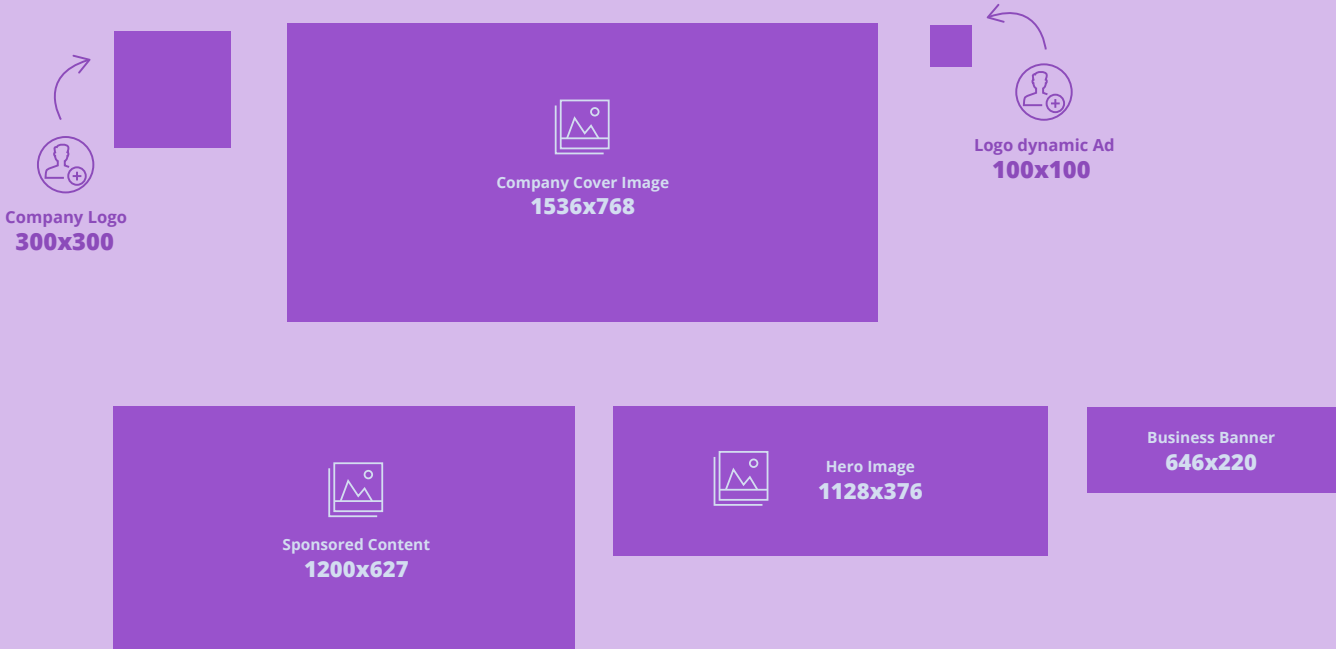 Company Logo
300x300
Company Cover Image
1536x768
Logo dynamic Ad
100x100
Sponsored Content
1200x627
Hero Image
1128x376
Business Banner
646x220